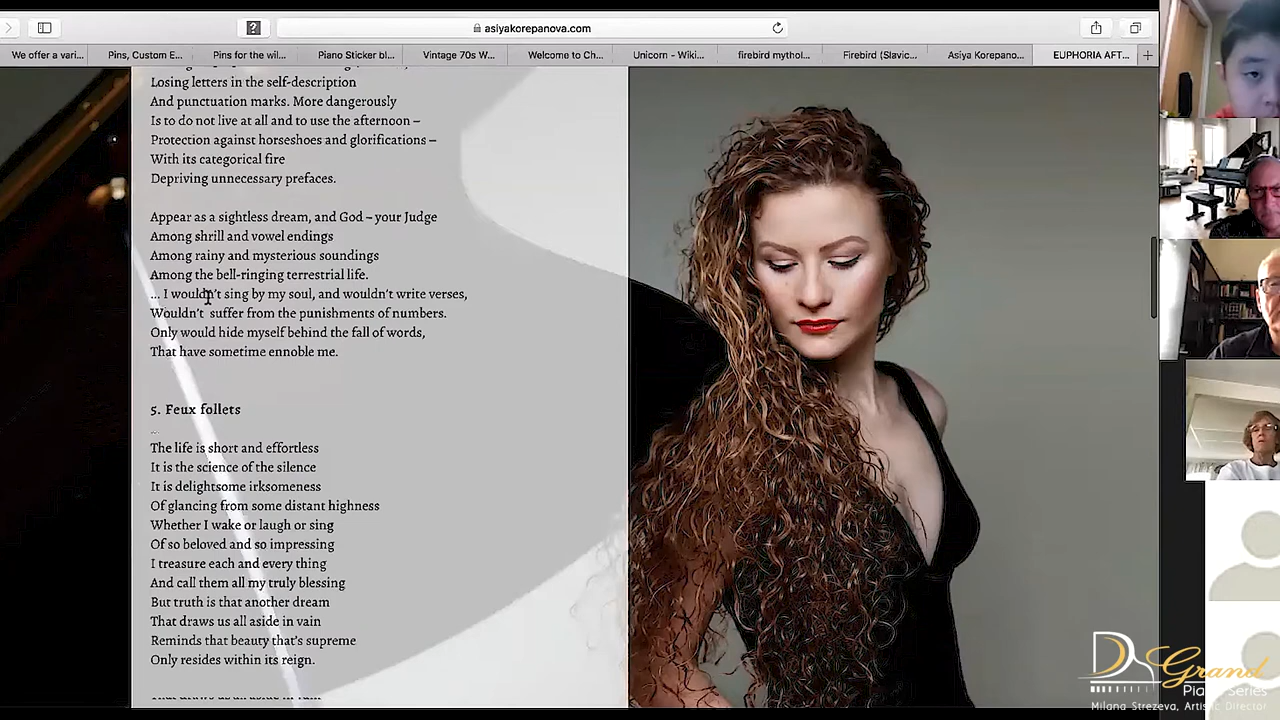 asiyakorepanova.com
We offer a vari...
Pins, Custom E...
Pins for the wil...
Piano Sticker bl...
Vintage 70s W...
Welcome to Ch...
Unicorn - Wiki...
firebird mythol...
Firebird (Slavic...
Asiya Korepano...
EUPHORIA AFT...
Losing letters in the self-description
And punctuation marks. More dangerously
Is to do not live at all and to use the afternoon –
Protection against horseshoes and glorifications –
With its categorical fire
Depriving unnecessary prefaces.
Appear as a sightless dream, and God – your Judge
Among shrill and vowel endings
Among rainy and mysterious soundings
Among the bell-ringing terrestrial life.
... I wouldn't sing by my soul, and wouldn't write verses,
Wouldn't suffer from the punishments of numbers.
Only would hide myself behind the fall of words,
That have sometime ennoble me.
5. Feux follets
...
The life is short and effortless
It is the science of the silence
It is delightsome irksomeness
Of glancing from some distant highness
Whether I wake or laugh or sing
Of so beloved and so impressing
I treasure each and every thing
And call them all my truly blessing
But truth is that another dream
That draws us all aside in vain
Reminds that beauty that's supreme
Only resides within its reign.
That draws us all aside in vain
DS Grand
Piano Series
Milana Strezeva, Artistic Director